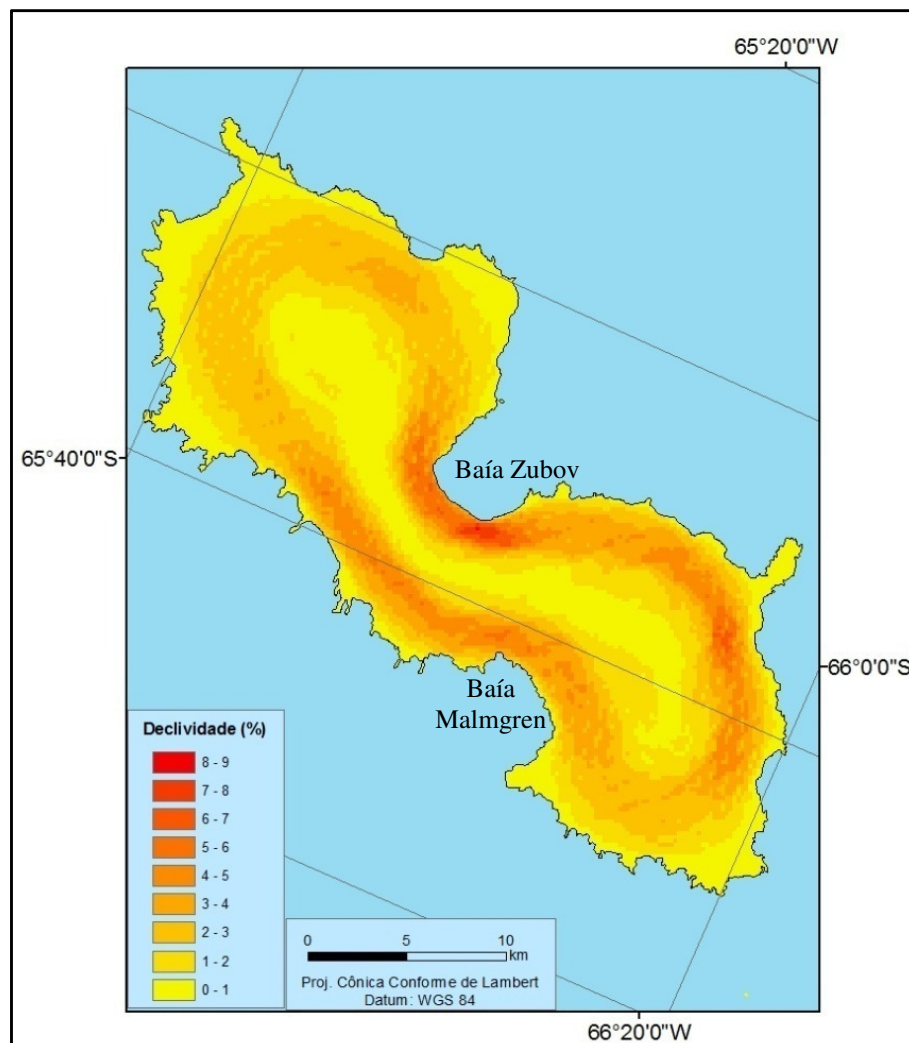 65°20'0"W
65°40'0"S
Baía Zubov
66°0'0"S
Baía
Malmgren
Declividade (%)
8 - 9
7 - 8
6 - 7
5 - 6
4 - 5
3 - 4
2 - 3
1 - 2
0 - 1
0 5 10
km
Proj. Cônica Conforme de Lambert
Datum: WGS 84
66°20'0"W